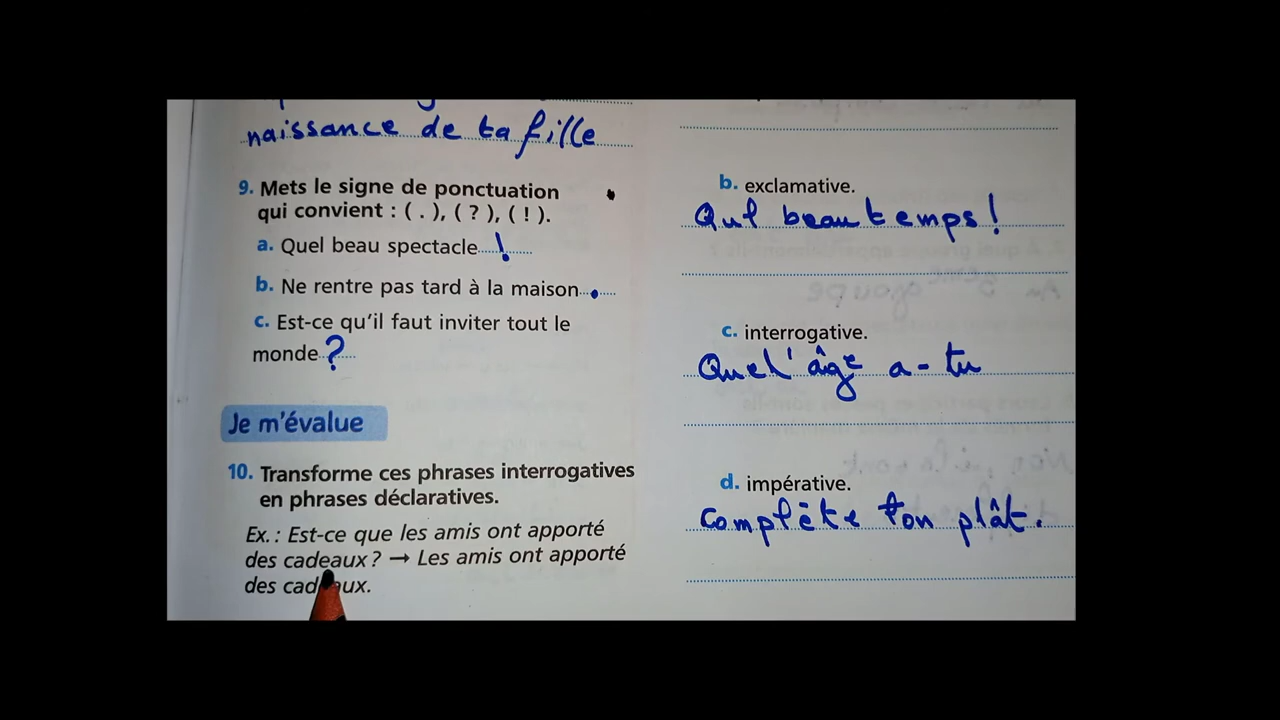 naissance de ta fille
9. Mets le signe de ponctuation
qui convient : ( . ), ( ? ), ( ! ).
a. Quel beau spectacle !
b. Ne rentre pas tard à la maison .
c. Est-ce qu'il faut inviter tout le
monde ?
Je m'évalue
10. Transforme ces phrases interrogatives
en phrases déclaratives.
Ex. : Est-ce que les amis ont apporté
des cadeaux ? → Les amis ont apporté
des cadeaux.
b. exclamative.
Qul beau temps !
c. interrogative.
Quel' âge a - tu
d. impérative.
Complète ton plât.